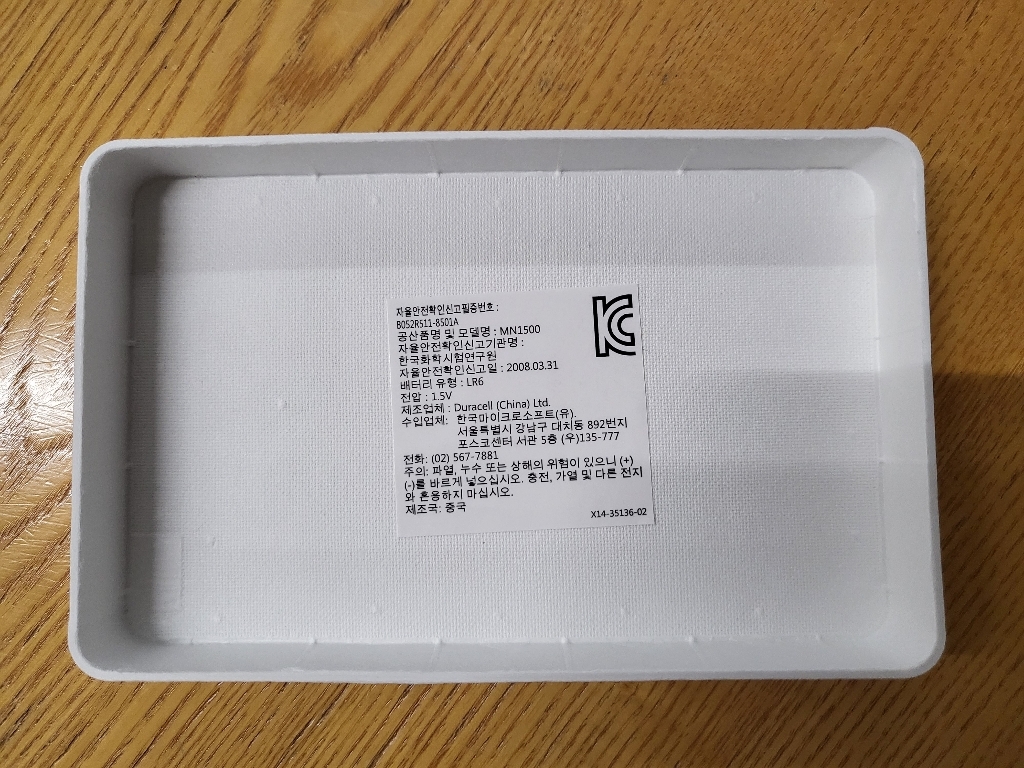 자율안전확인신고필증번호 :
B052R511-8501A
공산품명 및 모델명 : MN1500
자율안전확인신고기관명 :
한국화학시험연구원
자율안전확인신고일 : 2008.03.31
배터리 유형 : LR6
전압 : 1.5V
제조업체 : Duracell (China) Ltd.
수입업체: 한국마이크로소프트(유).
서울특별시 강남구 대치동 892번지
포스코센터 서관 5층 (우)135-777
전화: (02) 567-7881
주의: 파열, 누수 또는 상해의 위험이 있으니 (+)
(-)를 바르게 넣으십시오. 충전, 가열 및 다른 전지
와 혼용하지 마십시오.
제조국: 중국
X14-35136-02